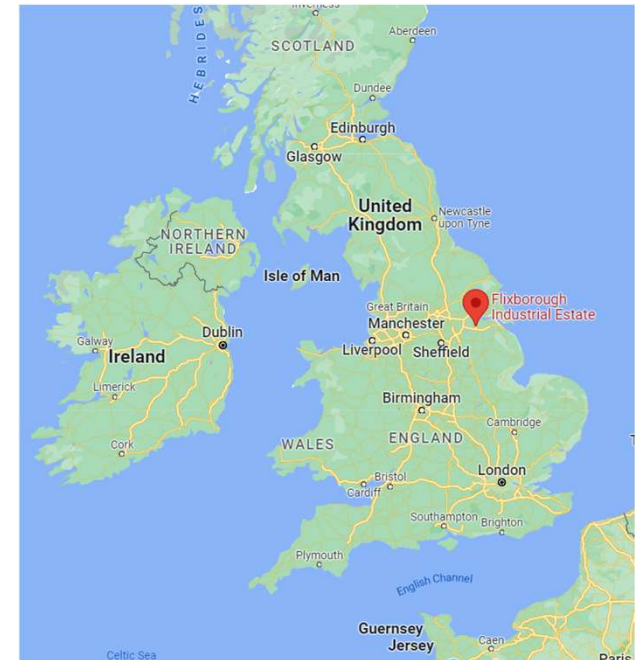 Inverness
HEBRIDES
SCOTLAND
Aberdeen
Dundee
Edinburgh
Glasgow
United
Kingdom
Newcastle
upon Tyne
NORTHERN
IRELAND
Isle of Man
Great Britain
Flixborough
Industrial Estate
Manchester
Liverpool
Sheffield
Galway
Ireland
Dublin
Limerick
Cork
Birmingham
WALES
ENGLAND
Cambridge
London
Bristol
Cardiff
Southampton
Brighton
Plymouth
English Channel
Guernsey
Jersey
Caen
Paris
Celtic Sea